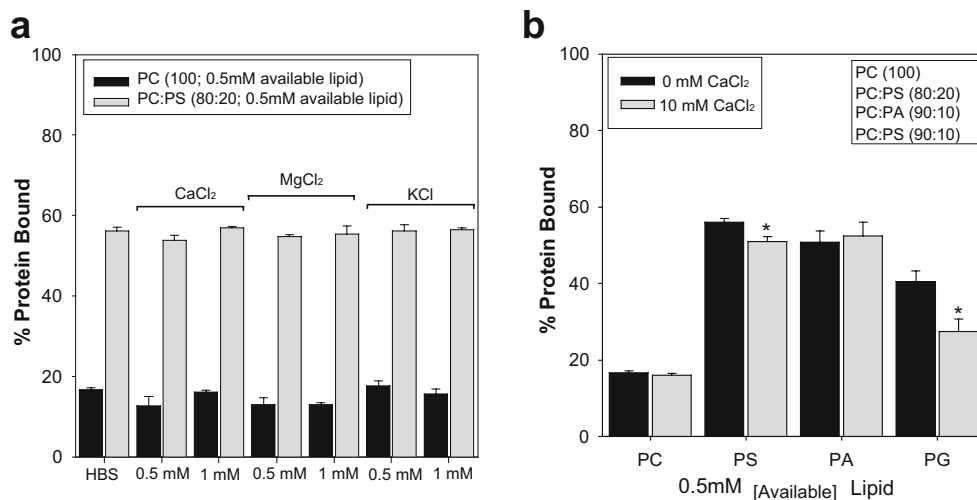 a
% Protein Bound
100
80
60
40
20
0
PC (100; 0.5mM available lipid)
PC:PS (80:20; 0.5mM available lipid)
CaCl₂
MgCl₂
KCl
HBS
0.5 mM
1 mM
0.5 mM
1 mM
0.5 mM
1 mM
b
% Protein Bound
100
80
60
40
20
0
0 mM CaCl₂
10 mM CaCl₂
PC (100)
PC:PS (80:20)
PC:PA (90:10)
PC:PS (90:10)
*
*
PC
PS
PA
PG
0.5mM [Available] Lipid